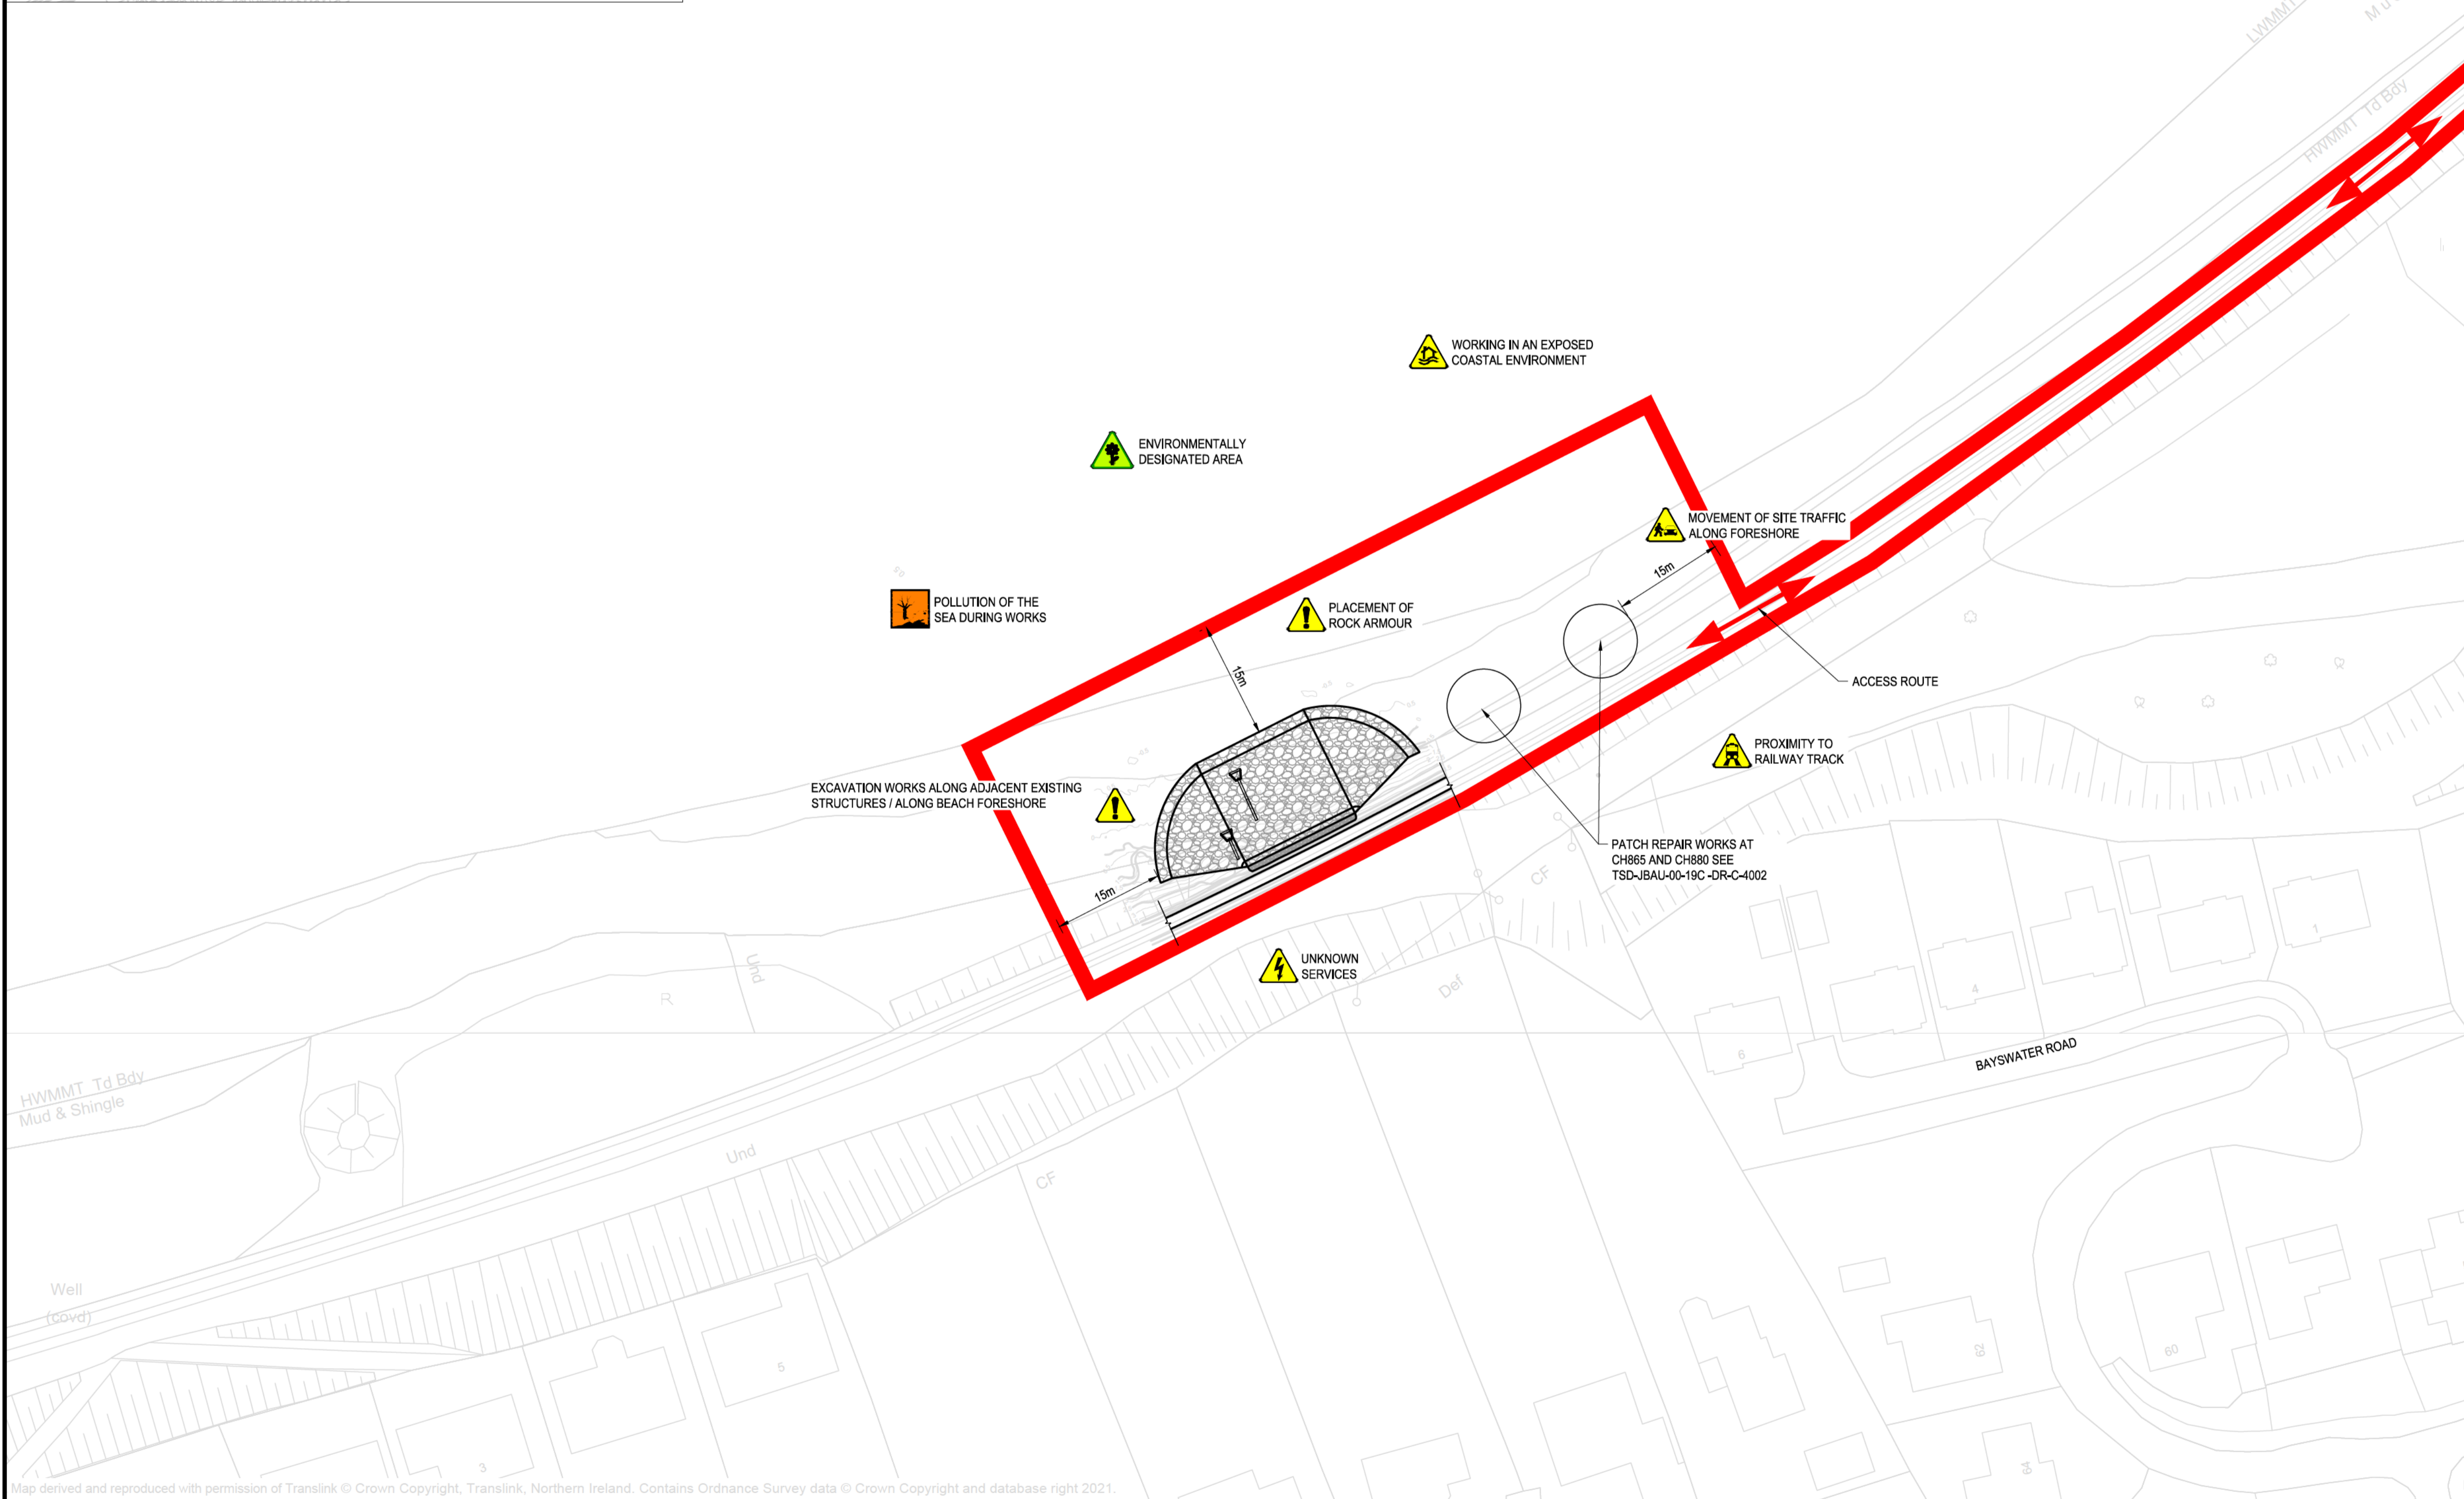 LWMMT
HWMMT Td Bdy
WORKING IN AN EXPOSED
COASTAL ENVIRONMENT
ENVIRONMENTALLY
DESIGNATED AREA
MOVEMENT OF SITE TRAFFIC
ALONG FORESHORE
15m
POLLUTION OF THE
SEA DURING WORKS
PLACEMENT OF
ROCK ARMOUR
15m
ACCESS ROUTE
PROXIMITY TO
RAILWAY TRACK
EXCAVATION WORKS ALONG ADJACENT EXISTING
STRUCTURES / ALONG BEACH FORESHORE
15m
PATCH REPAIR WORKS AT
CH865 AND CH880 SEE
TSD-JBAU-00-19C -DR-C-4002
CF
UNKNOWN
SERVICES
Def
Und
R
1
4
6
BAYSWATER ROAD
HWMMT Td Bdy
Mud & Shingle
Und
CF
Well
(covd)
5
3
62
60
64
Map derived and reproduced with permission of Translink © Crown Copyright, Translink, Northern Ireland. Contains Ordnance Survey data © Crown Copyright and database right 2021.